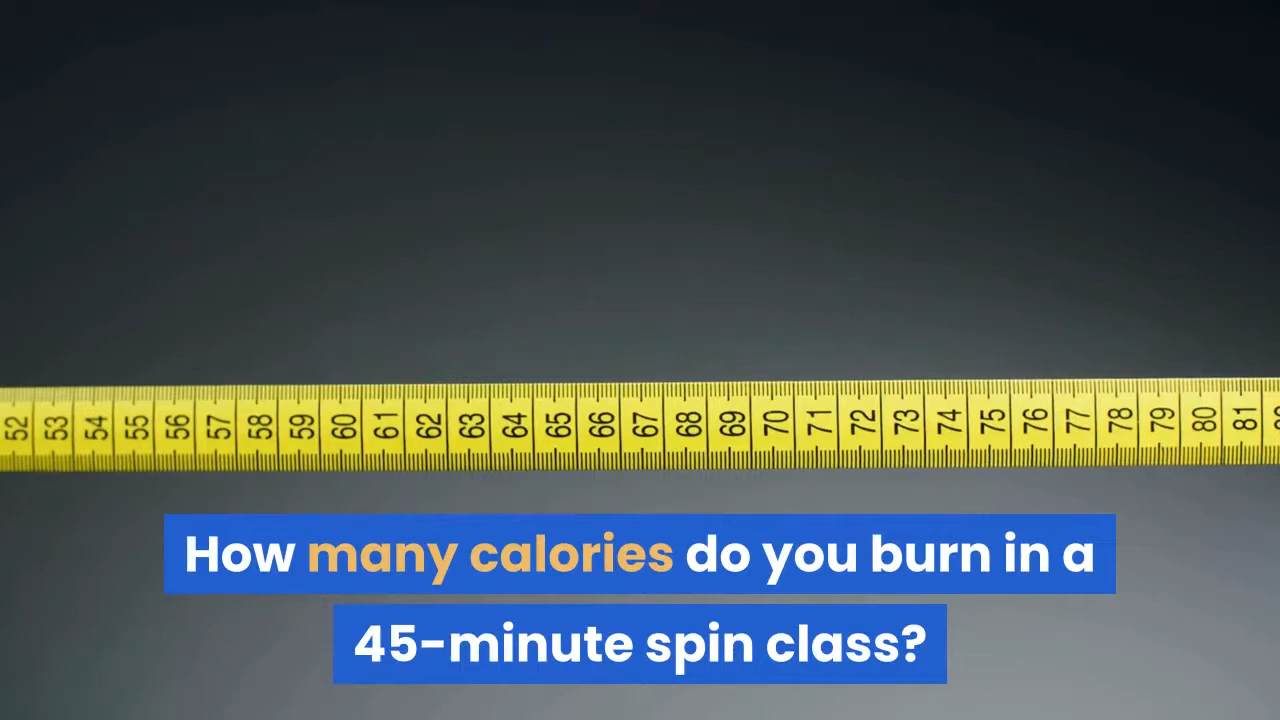 52 53 54 55 56 57 58 59 60 61 62 63 64 65 66 67 68 69 70 71 72 73 74 75 76 77 78 79 80 81
How many calories do you burn in a
45-minute spin class?